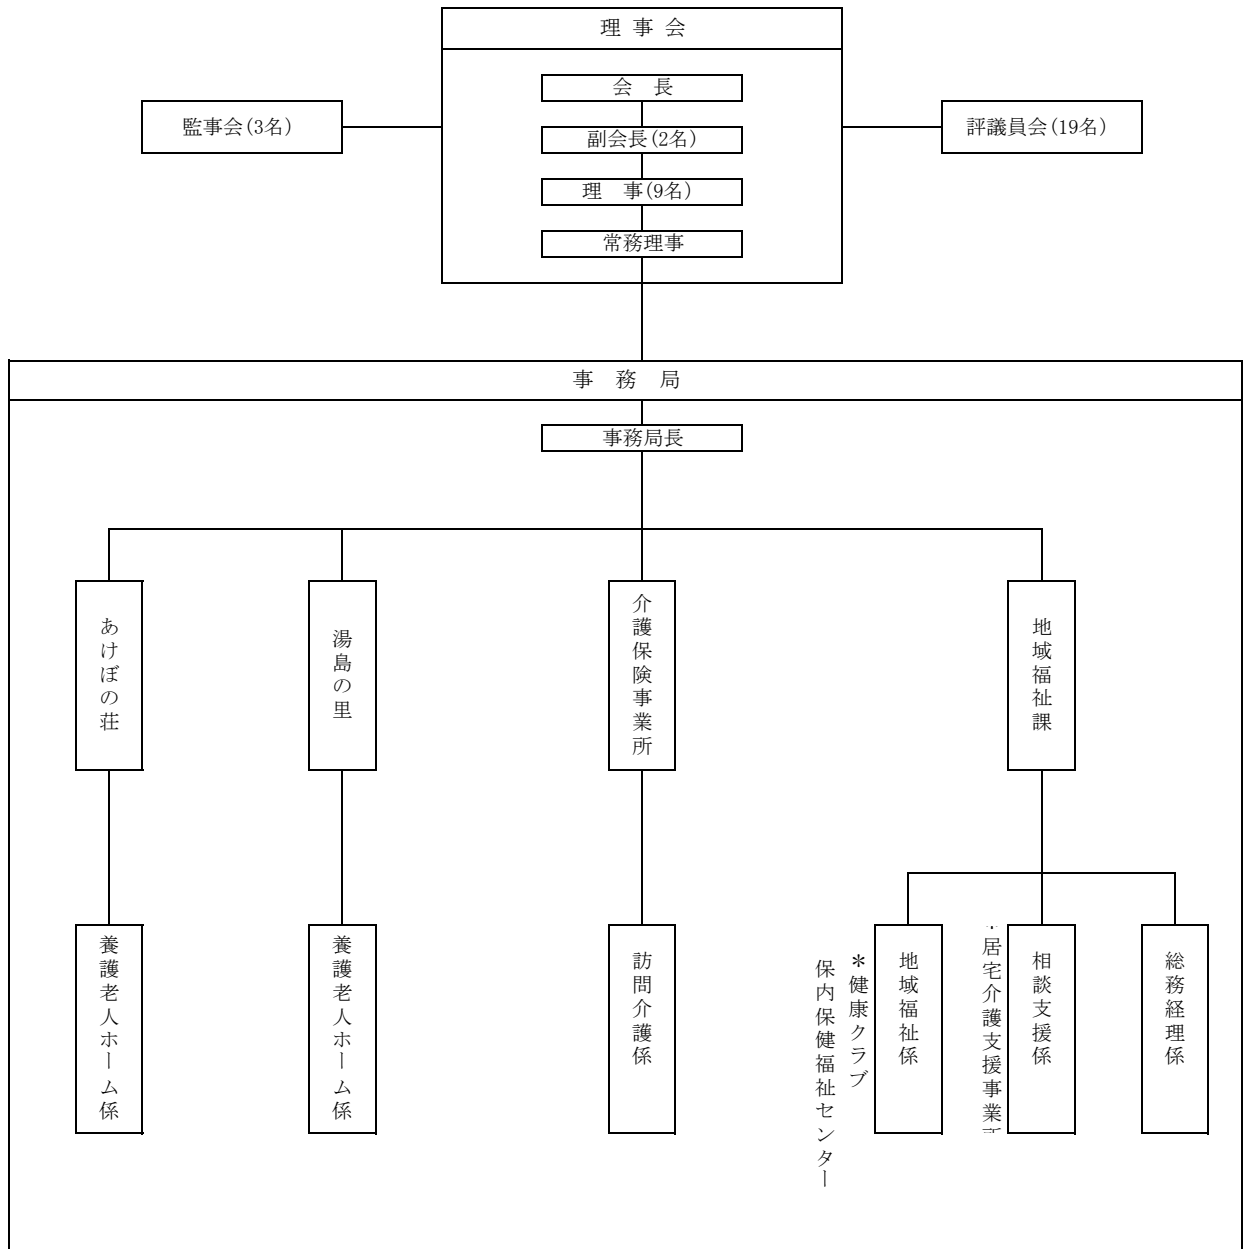 理 事 会
会　長
監事会(3名)
副会長(2名)
評議員会(19名)
理　事(9名)
常務理事
事　務　局
事務局長
あけぼの荘
湯島の里
介護保険事業所
地域福祉課
養護老人ホーム係
養護老人ホーム係
訪問介護係
保内保健福祉センター
＊健康クラブ
地域福祉係
居宅介護支援事業
相談支援係
総務経理係